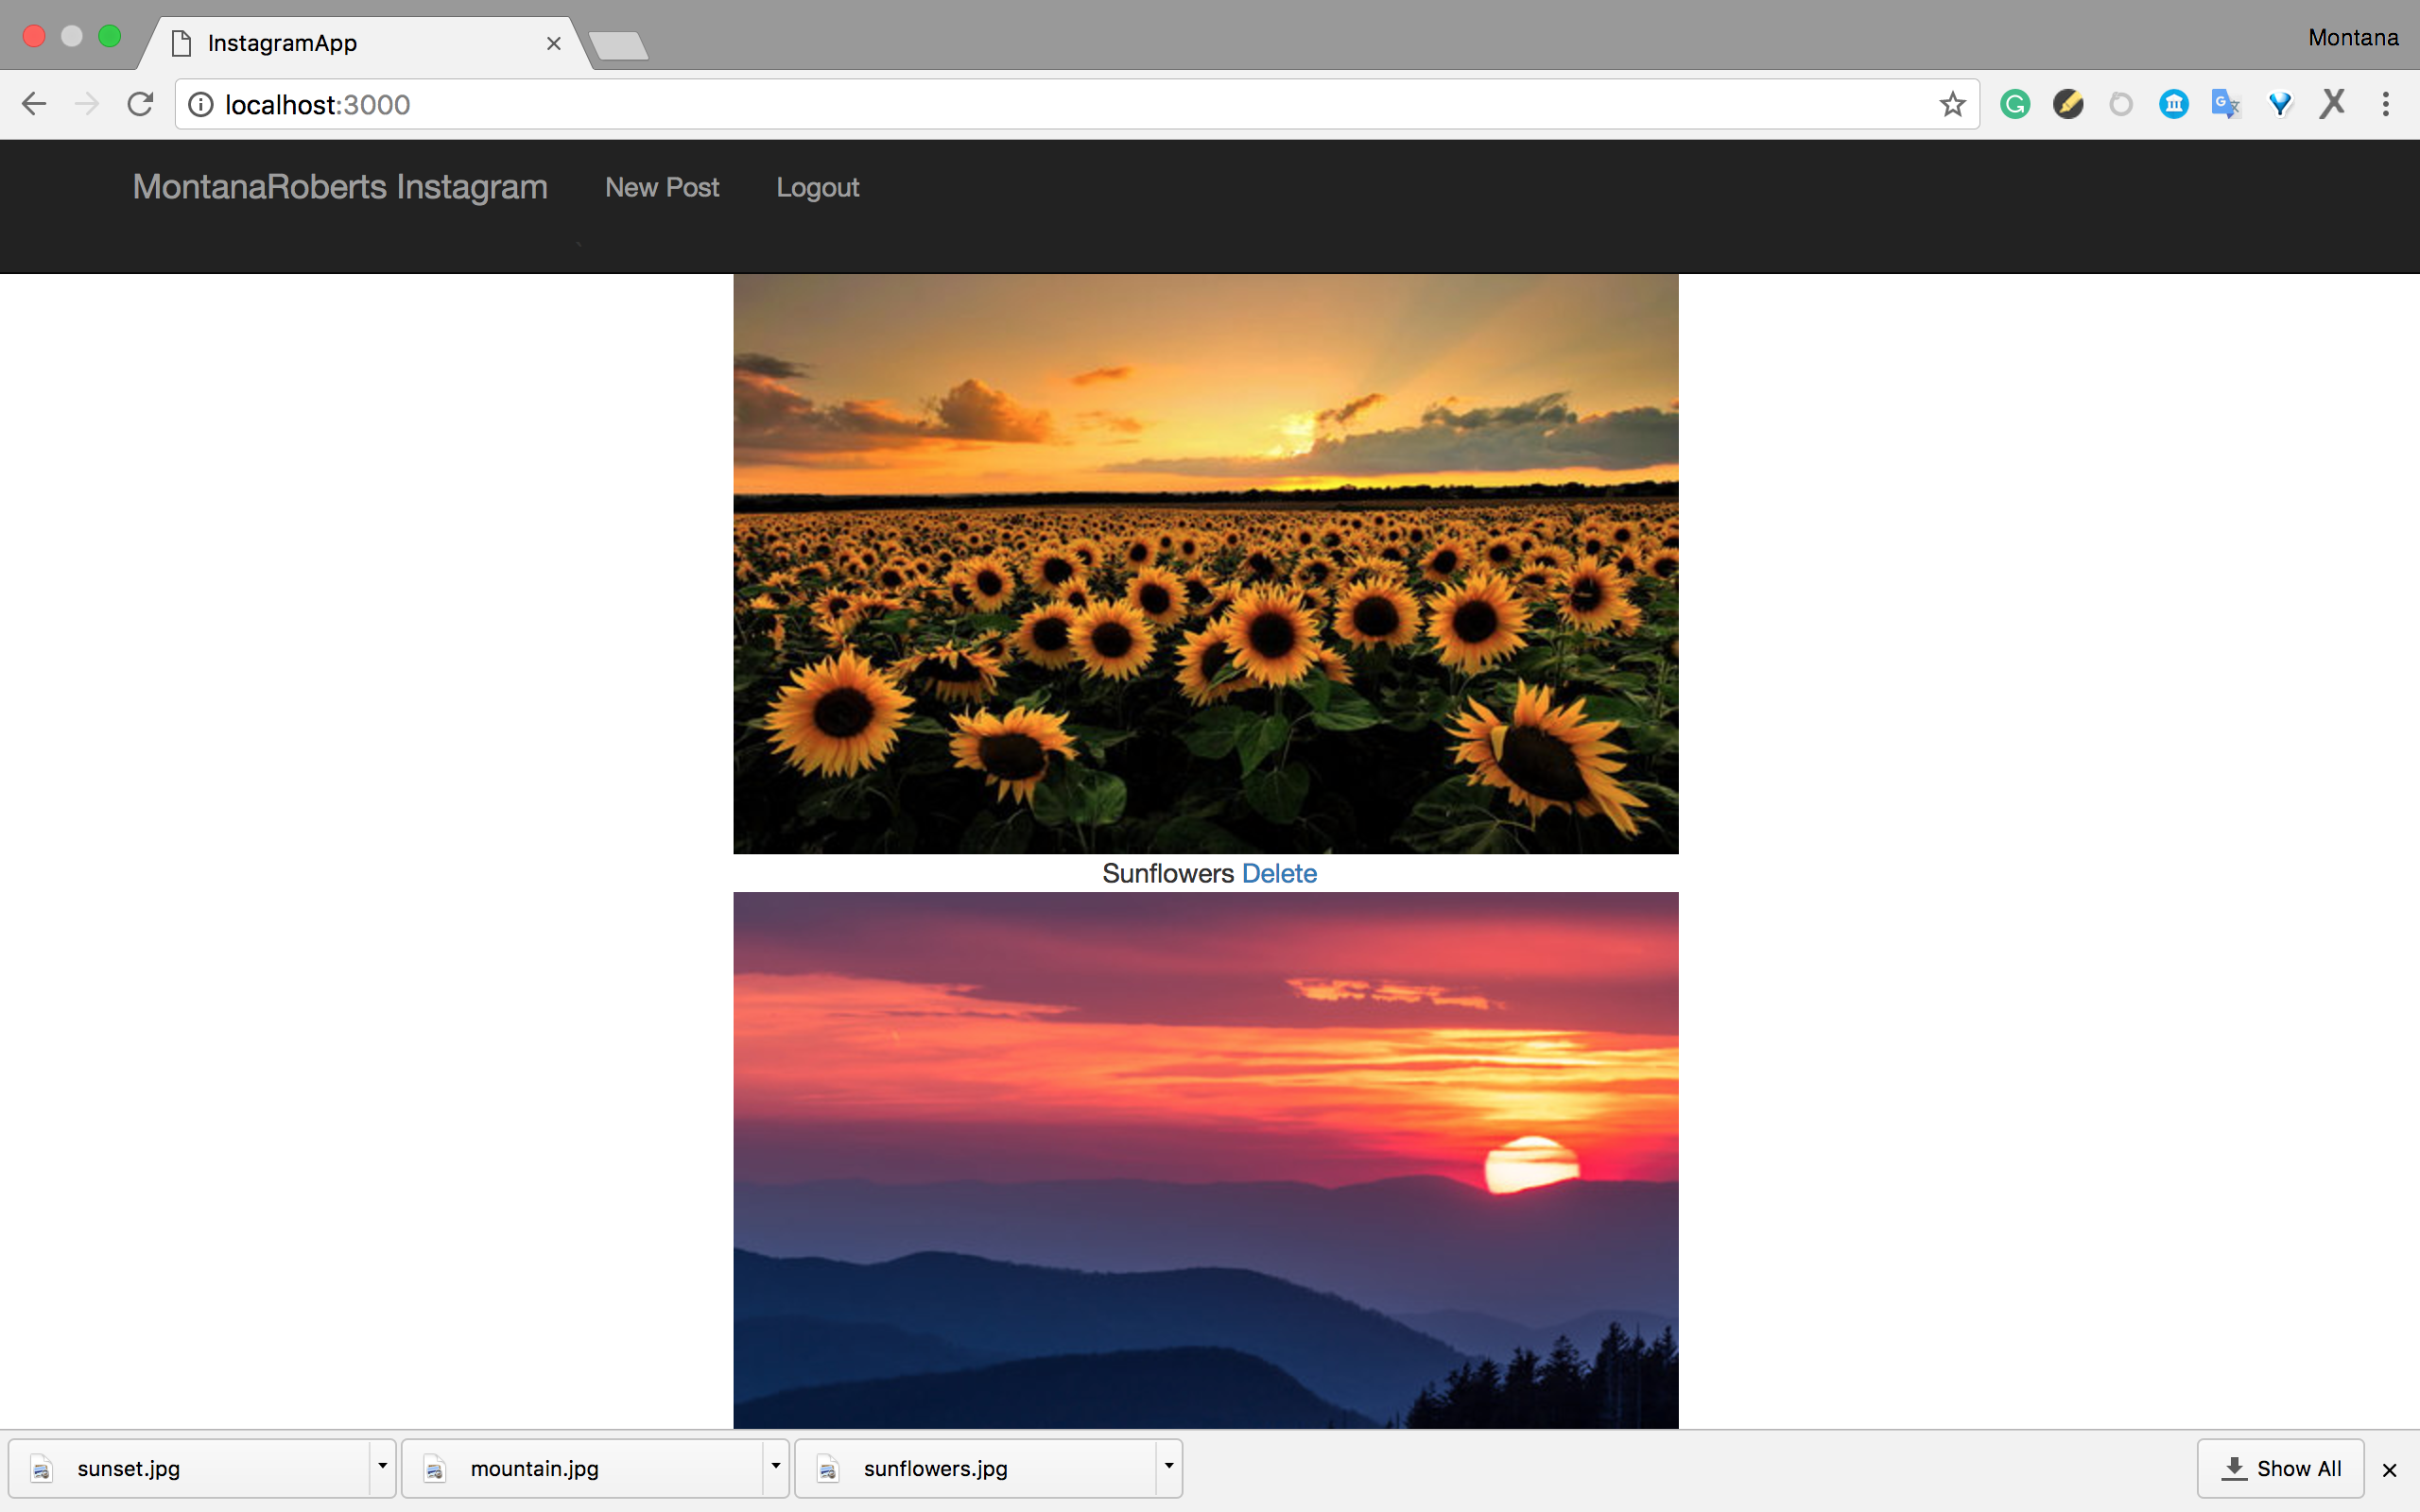 InstagramApp
Montana
localhost:3000
MontanaRoberts Instagram New Post Logout
Sunflowers Delete
sunset.jpg mountain.jpg sunflowers.jpg Show All